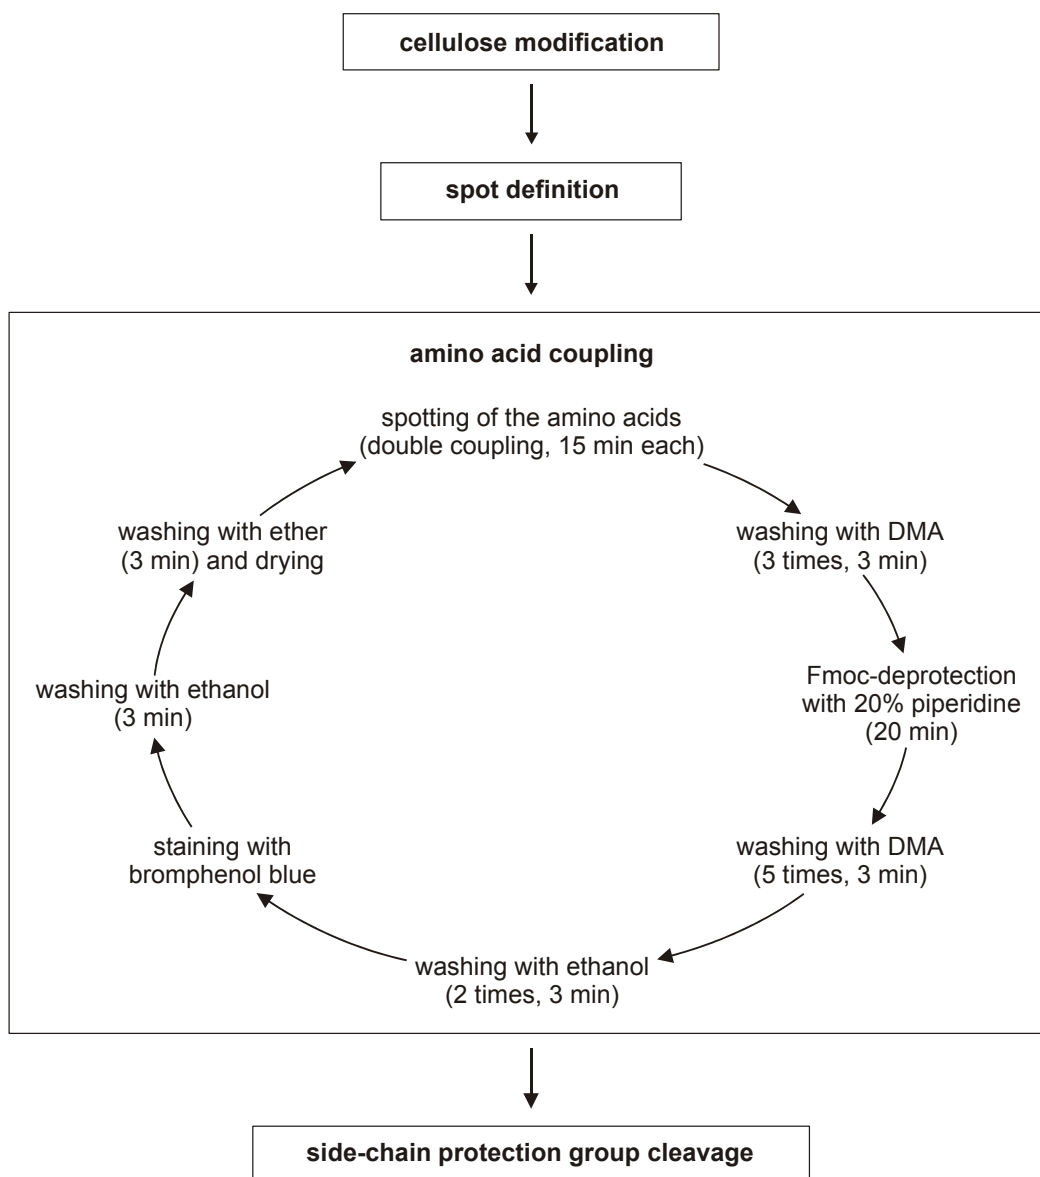 cellulose modification
spot definition
amino acid coupling
spotting of the amino acids
(double coupling, 15 min each)
washing with DMA
(3 times, 3 min)
Fmoc-deprotection
with 20% piperidine
(20 min)
washing with DMA
(5 times, 3 min)
washing with ethanol
(2 times, 3 min)
staining with
bromphenol blue
washing with ethanol
(3 min)
washing with ether
(3 min) and drying
side-chain protection group cleavage